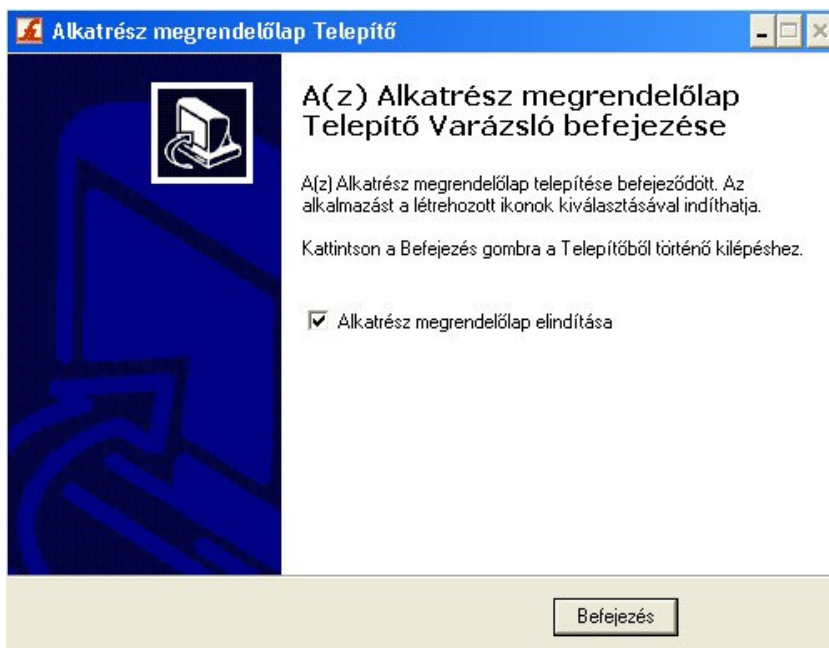 Alkatrész megrendelőlap Telepítő
A(z) Alkatrész megrendelőlap
Telepítő Varázsló befejezése
A(z) Alkatrész megrendelőlap telepítése befejeződött. Az
alkalmazást a létrehozott ikonok kiválasztásával indíthatja.
Kattintson a Befejezés gombra a Telepítőből történő kilépéshez.
Alkatrész megrendelőlap elindítása
Befejezés